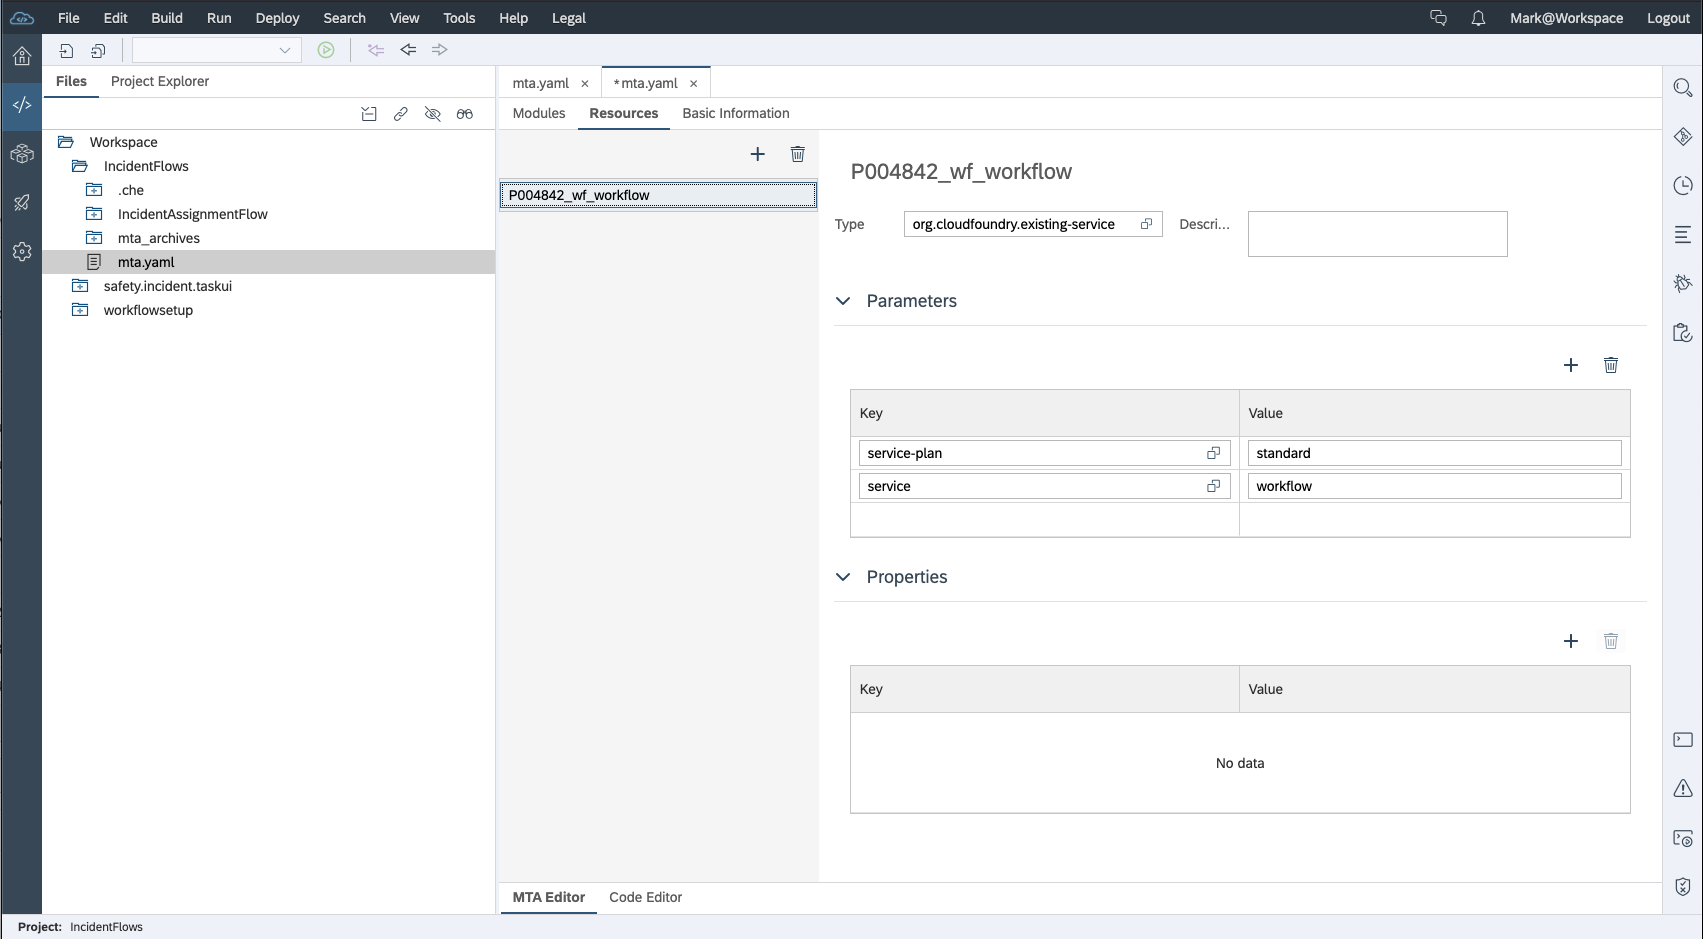 File Edit Build Run Deploy Search View Tools Help Legal Mark@Workspace Logout
Files Project Explorer
mta.yaml × *mta.yaml ×
Modules Resources Basic Information
Workspace
IncidentFlows
.che
IncidentAssignmentFlow
mta_archives
mta.yaml
safety.incident.taskui
workflowsetup
P004842_wf_workflow
P004842_wf_workflow
Type org.cloudfoundry.existing-service Descri...
Parameters
Key Value
service-plan standard
service workflow
Properties
Key Value
No data
MTA Editor Code Editor
Project: IncidentFlows